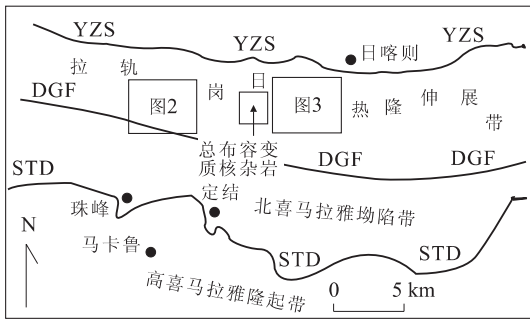 YZS
YZS
YZS
日喀则
拉轨岗日热隆伸展带
图2
图3
DGF
总布容变
质核杂岩
DGF
DGF
STD
定结
珠峰
北喜马拉雅坳陷带
N
马卡鲁
STD
STD
高喜马拉雅隆起带
0 5 km